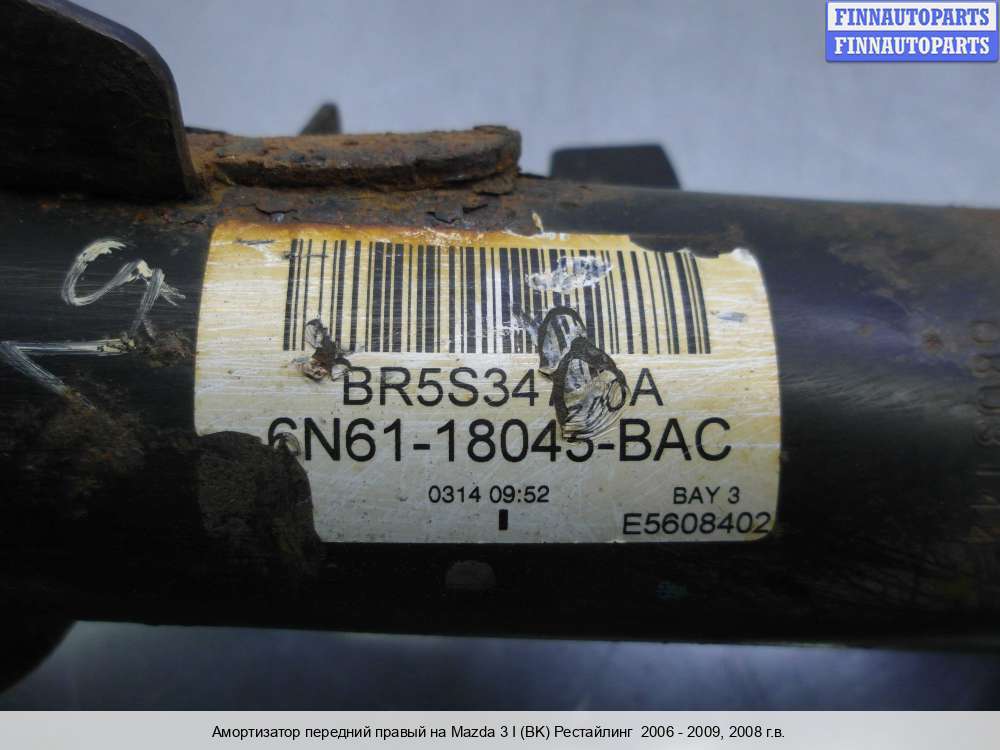 FINNAUTOPARTS
FINNAUTOPARTS
6N61-18045-BAC
0314 09:52
BAY 3
E5608402
Амортизатор передний правый на Mazda 3 I (BK) Рестайлинг 2006 - 2009, 2008 г.в.